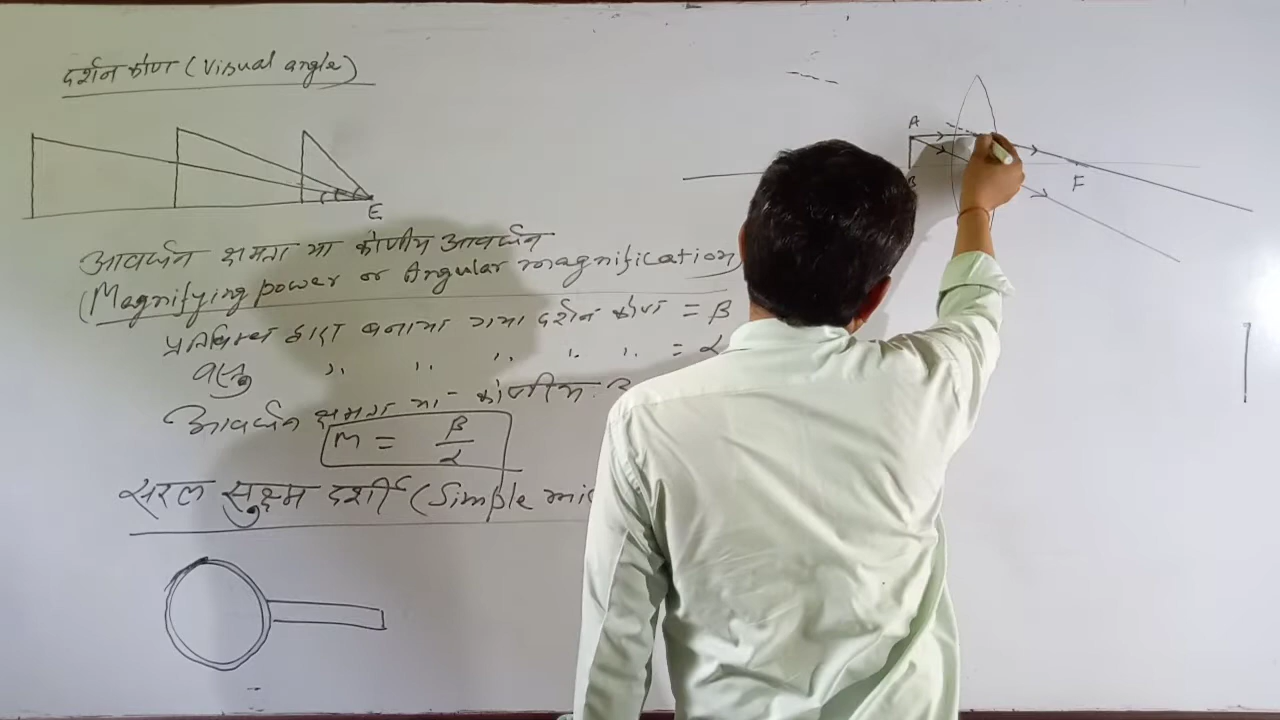 दर्शन कोण (Visual angle)
E
आवर्धन क्षमता या कोणीय आवर्धन
(Magnifying power or Angular magnification)
प्रतिबिम्ब द्वारा बनाया गया दर्शन कोण = β
वस्तु ,, ,, ,, ,, ,, = α
आवर्धन क्षमता या कोणीय
M = β/α
सरल सुक्ष्म दर्शी (Simple mic
A
B
F